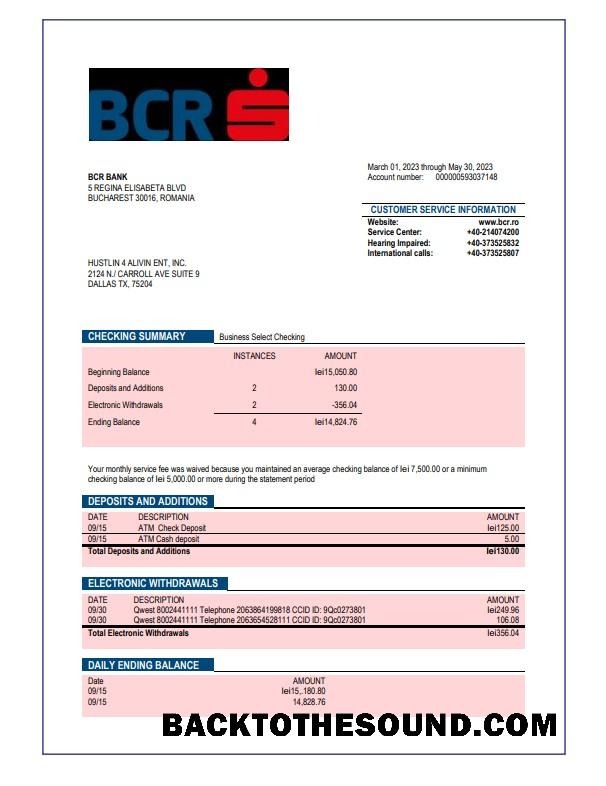 BCR S
March 01, 2023 through May 30, 2023
BCR BANK
Account number: 000000593037148
5 REGINA ELISABETA BLVD
BUCHAREST 30016, ROMANIA
CUSTOMER SERVICE INFORMATION
Website: www.bcr.ro
Service Center: +40-214074200
Hearing Impaired: +40-373525832
International calls: +40-373525807
HUSTLIN 4 ALIVIN ENT, INC.
2124 N./ CARROLL AVE SUITE 9
DALLAS TX, 75204
CHECKING SUMMARY Business Select Checking
INSTANCES AMOUNT
Beginning Balance lei15,050.80
Deposits and Additions 2 130.00
Electronic Withdrawals 2 -356.04
Ending Balance 4 lei14,824.76
Your monthly service fee was waived because you maintained an average checking balance of lei 7,500.00 or a minimum
checking balance of lei 5,000.00 or more during the statement period
DEPOSITS AND ADDITIONS
DATE DESCRIPTION AMOUNT
09/15 ATM Check Deposit lei125.00
09/15 ATM Cash deposit 5.00
Total Deposits and Additions lei130.00
ELECTRONIC WITHDRAWALS
DATE DESCRIPTION AMOUNT
09/30 Qwest 8002441111 Telephone 2063864199818 CCID ID: 9Qc0273801 lei249.96
09/30 Qwest 8002441111 Telephone 2063654528111 CCID ID: 9Qc0273801 106.08
Total Electronic Withdrawals lei356.04
DAILY ENDING BALANCE
Date AMOUNT
09/15 lei15,.180.80
09/15 14,828.76
BACKTOTHESOUND.COM